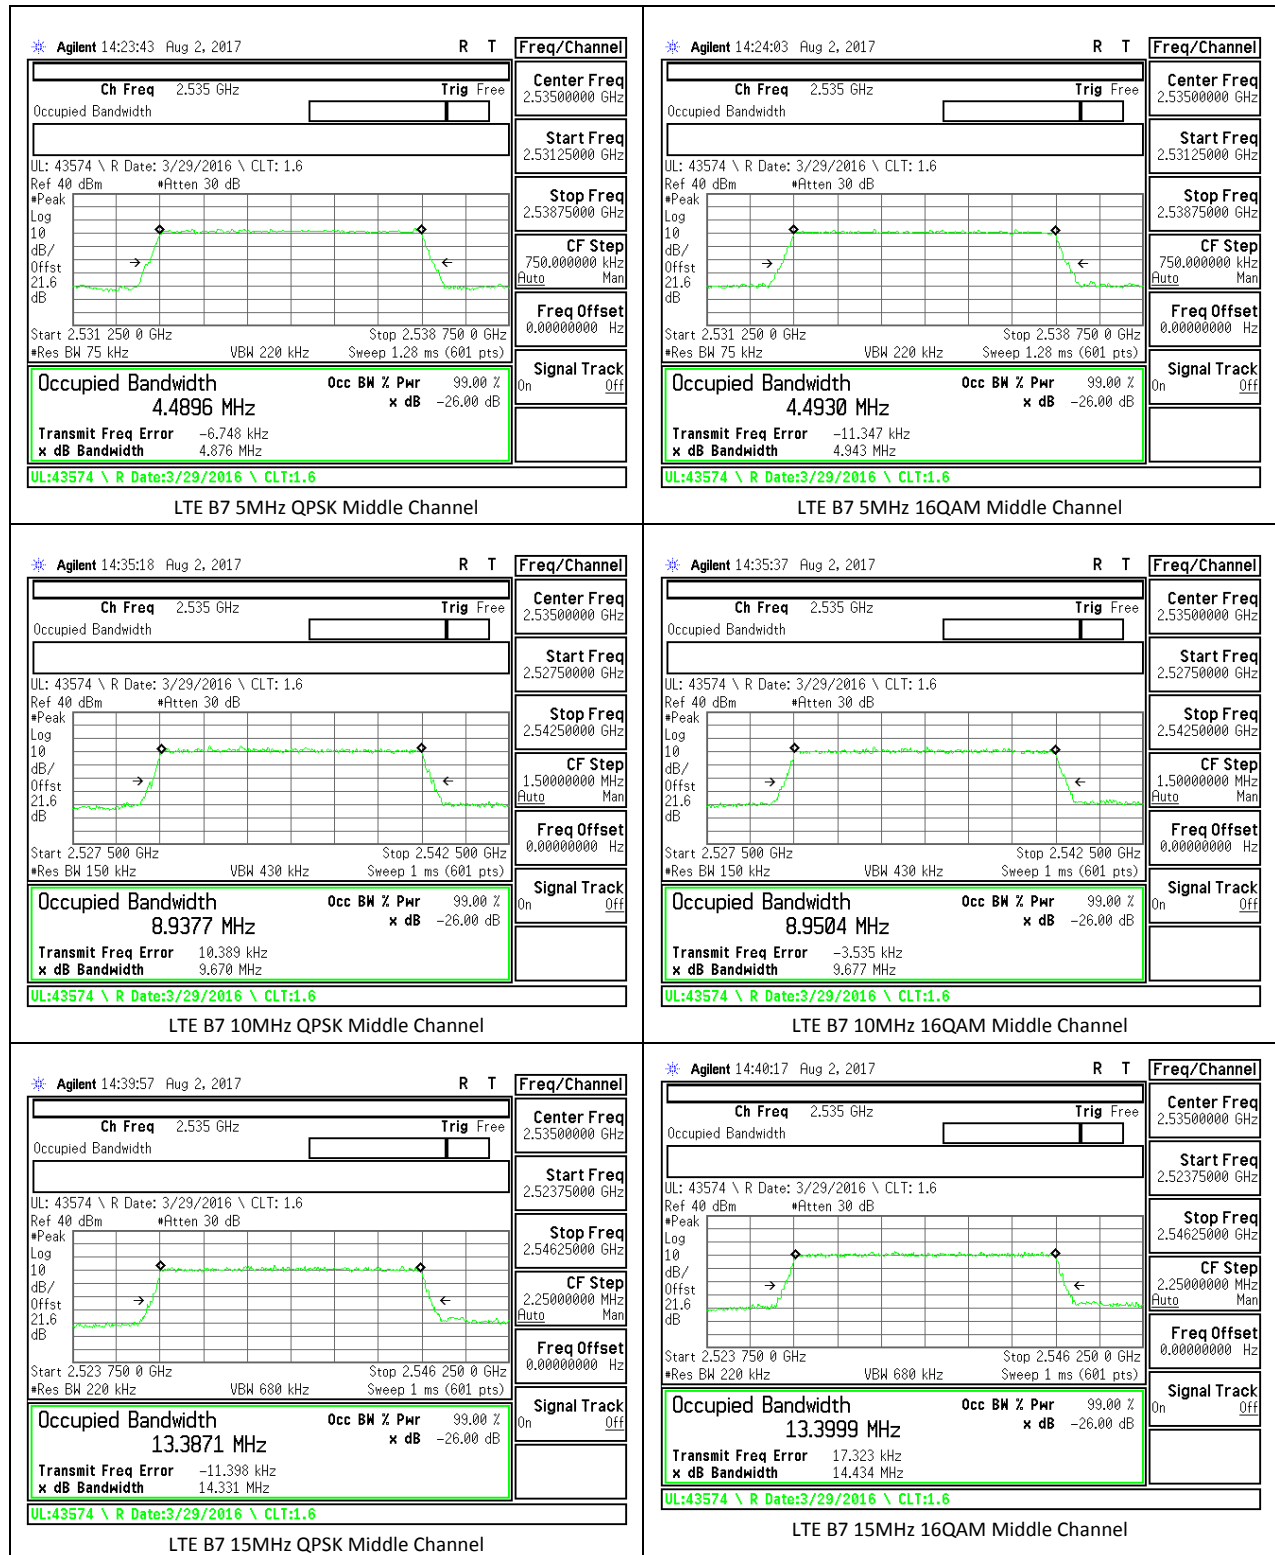 Agilent 14:23:43 Aug 2, 2017 R T Freq/Channel
Ch Freq 2.535 GHz Trig Free
Occupied Bandwidth
Center Freq
2.53500000 GHz
Start Freq
2.53125000 GHz
Stop Freq
2.53875000 GHz
CF Step
750.000000 kHz
Auto Man
Freq Offset
0.00000000 Hz
Signal Track
On Off
UL: 43574 \ R Date: 3/29/2016 \ CLT: 1.6
Ref 40 dBm #Atten 30 dB
#Peak
Log
10
dB/
Offst
21.6
dB
Start 2.531 250 0 GHz Stop 2.538 750 0 GHz
#Res BW 75 kHz VBW 220 kHz Sweep 1.28 ms (601 pts)
Occupied Bandwidth Occ BW % Pwr 99.00 %
4.4896 MHz x dB -26.00 dB
Transmit Freq Error -6.748 kHz
x dB Bandwidth 4.876 MHz
UL:43574 \ R Date:3/29/2016 \ CLT:1.6
LTE B7 5MHz QPSK Middle Channel
Agilent 14:24:03 Aug 2, 2017 R T Freq/Channel
Ch Freq 2.535 GHz Trig Free
Occupied Bandwidth
Center Freq
2.53500000 GHz
Start Freq
2.53125000 GHz
Stop Freq
2.53875000 GHz
CF Step
750.000000 kHz
Auto Man
Freq Offset
0.00000000 Hz
Signal Track
On Off
UL: 43574 \ R Date: 3/29/2016 \ CLT: 1.6
Ref 40 dBm #Atten 30 dB
#Peak
Log
10
dB/
Offst
21.6
dB
Start 2.531 250 0 GHz Stop 2.538 750 0 GHz
#Res BW 75 kHz VBW 220 kHz Sweep 1.28 ms (601 pts)
Occupied Bandwidth Occ BW % Pwr 99.00 %
4.4930 MHz x dB -26.00 dB
Transmit Freq Error -11.347 kHz
x dB Bandwidth 4.943 MHz
UL:43574 \ R Date:3/29/2016 \ CLT:1.6
LTE B7 5MHz 16QAM Middle Channel
Agilent 14:35:18 Aug 2, 2017 R T Freq/Channel
Ch Freq 2.535 GHz Trig Free
Occupied Bandwidth
Center Freq
2.53500000 GHz
Start Freq
2.52750000 GHz
Stop Freq
2.54250000 GHz
CF Step
1.50000000 MHz
Auto Man
Freq Offset
0.00000000 Hz
Signal Track
On Off
UL: 43574 \ R Date: 3/29/2016 \ CLT: 1.6
Ref 40 dBm #Atten 30 dB
#Peak
Log
10
dB/
Offst
21.6
dB
Start 2.527 500 GHz Stop 2.542 500 GHz
#Res BW 150 kHz VBW 430 kHz Sweep 1 ms (601 pts)
Occupied Bandwidth Occ BW % Pwr 99.00 %
8.9377 MHz x dB -26.00 dB
Transmit Freq Error 10.389 kHz
x dB Bandwidth 9.670 MHz
UL:43574 \ R Date:3/29/2016 \ CLT:1.6
LTE B7 10MHz QPSK Middle Channel
Agilent 14:35:37 Aug 2, 2017 R T Freq/Channel
Ch Freq 2.535 GHz Trig Free
Occupied Bandwidth
Center Freq
2.53500000 GHz
Start Freq
2.52750000 GHz
Stop Freq
2.54250000 GHz
CF Step
1.50000000 MHz
Auto Man
Freq Offset
0.00000000 Hz
Signal Track
On Off
UL: 43574 \ R Date: 3/29/2016 \ CLT: 1.6
Ref 40 dBm #Atten 30 dB
#Peak
Log
10
dB/
Offst
21.6
dB
Start 2.527 500 GHz Stop 2.542 500 GHz
#Res BW 150 kHz VBW 430 kHz Sweep 1 ms (601 pts)
Occupied Bandwidth Occ BW % Pwr 99.00 %
8.9504 MHz x dB -26.00 dB
Transmit Freq Error -3.535 kHz
x dB Bandwidth 9.677 MHz
UL:43574 \ R Date:3/29/2016 \ CLT:1.6
LTE B7 10MHz 16QAM Middle Channel
Agilent 14:39:57 Aug 2, 2017 R T Freq/Channel
Ch Freq 2.535 GHz Trig Free
Occupied Bandwidth
Center Freq
2.53500000 GHz
Start Freq
2.52375000 GHz
Stop Freq
2.54625000 GHz
CF Step
2.25000000 MHz
Auto Man
Freq Offset
0.00000000 Hz
Signal Track
On Off
UL: 43574 \ R Date: 3/29/2016 \ CLT: 1.6
Ref 40 dBm #Atten 30 dB
#Peak
Log
10
dB/
Offst
21.6
dB
Start 2.523 750 0 GHz Stop 2.546 250 0 GHz
#Res BW 220 kHz VBW 680 kHz Sweep 1 ms (601 pts)
Occupied Bandwidth Occ BW % Pwr 99.00 %
13.3871 MHz x dB -26.00 dB
Transmit Freq Error -11.398 kHz
x dB Bandwidth 14.331 MHz
UL:43574 \ R Date:3/29/2016 \ CLT:1.6
LTE B7 15MHz QPSK Middle Channel
Agilent 14:40:17 Aug 2, 2017 R T Freq/Channel
Ch Freq 2.535 GHz Trig Free
Occupied Bandwidth
Center Freq
2.53500000 GHz
Start Freq
2.52375000 GHz
Stop Freq
2.54625000 GHz
CF Step
2.25000000 MHz
Auto Man
Freq Offset
0.00000000 Hz
Signal Track
On Off
UL: 43574 \ R Date: 3/29/2016 \ CLT: 1.6
Ref 40 dBm #Atten 30 dB
#Peak
Log
10
dB/
Offst
21.6
dB
Start 2.523 750 0 GHz Stop 2.546 250 0 GHz
#Res BW 220 kHz VBW 680 kHz Sweep 1 ms (601 pts)
Occupied Bandwidth Occ BW % Pwr 99.00 %
13.3999 MHz x dB -26.00 dB
Transmit Freq Error 17.323 kHz
x dB Bandwidth 14.434 MHz
UL:43574 \ R Date:3/29/2016 \ CLT:1.6
LTE B7 15MHz 16QAM Middle Channel